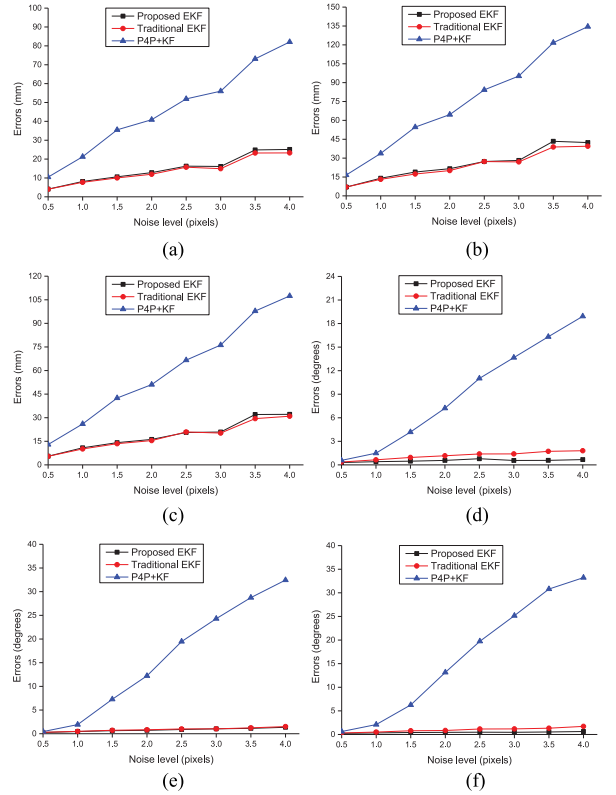 Proposed EKF
Traditional EKF
P4P+KF
Errors (mm)
100
90
80
70
60
50
40
30
20
10
0
0.5 1.0 1.5 2.0 2.5 3.0 3.5 4.0
Noise level (pixels)
(a)
Proposed EKF
Traditional EKF
P4P+KF
Errors (mm)
150
135
120
105
90
75
60
45
30
15
0
0.5 1.0 1.5 2.0 2.5 3.0 3.5 4.0
Noise level (pixels)
(b)
Proposed EKF
Traditional EKF
P4P+KF
Errors (mm)
120
105
90
75
60
45
30
15
0
0.5 1.0 1.5 2.0 2.5 3.0 3.5 4.0
Noise level (pixels)
(c)
Proposed EKF
Traditional EKF
P4P+KF
Errors (degrees)
24
21
18
15
12
9
6
3
0
0.5 1.0 1.5 2.0 2.5 3.0 3.5 4.0
Noise level (pixels)
(d)
Proposed EKF
Traditional EKF
P4P+KF
Errors (degrees)
40
35
30
25
20
15
10
5
0
0.5 1.0 1.5 2.0 2.5 3.0 3.5 4.0
Noise level (pixels)
(e)
Proposed EKF
Traditional EKF
P4P+KF
Errors (degrees)
40
35
30
25
20
15
10
5
0
0.5 1.0 1.5 2.0 2.5 3.0 3.5 4.0
Noise level (pixels)
(f)